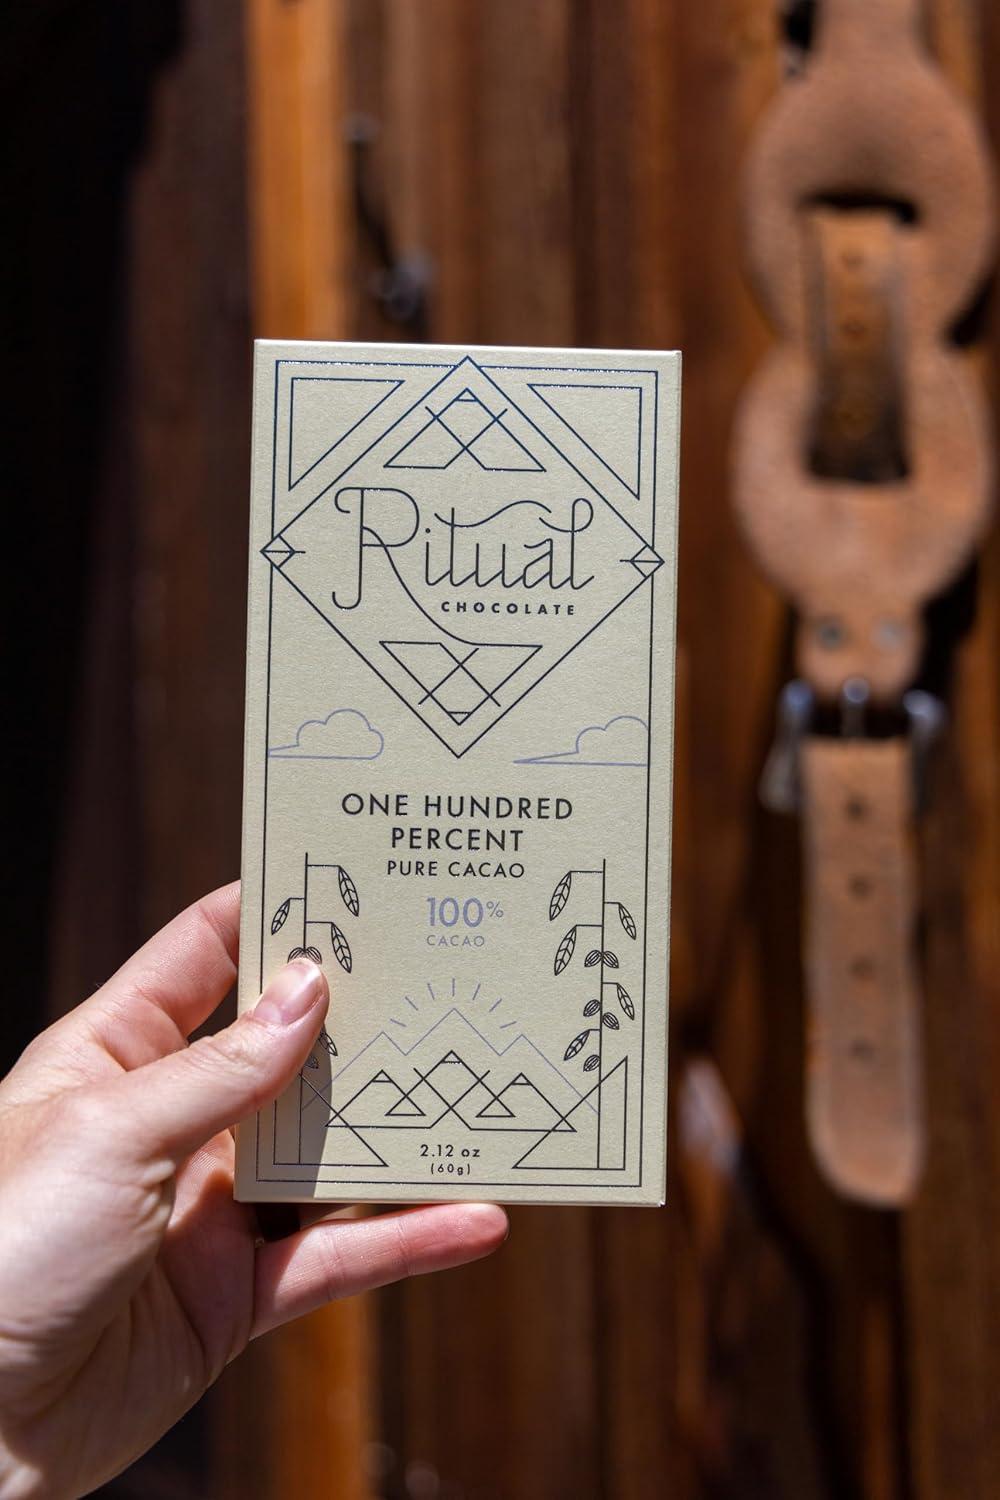 Ritual
CHOCOLATE
ONE HUNDRED
PERCENT
PURE CACAO
100%
CACAO
2.12 oz
(60g)